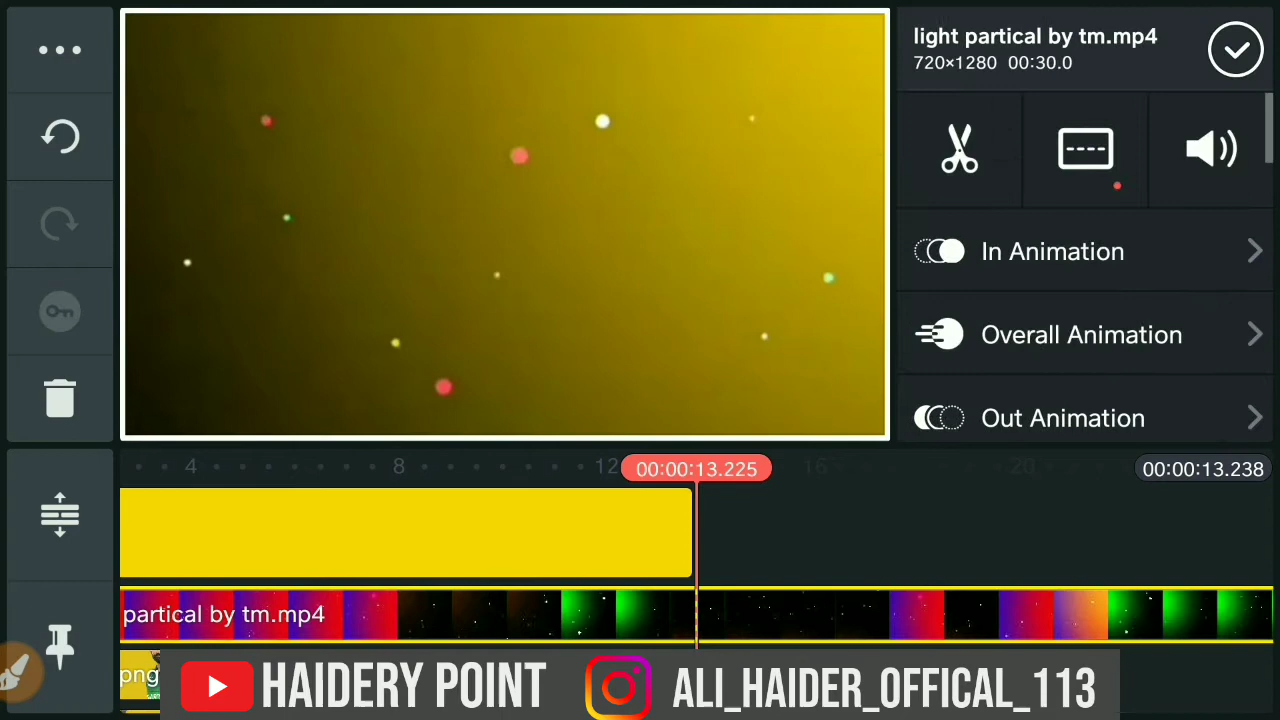 light partical by tm.mp4
720×1280 00:30.0
In Animation
Overall Animation
Out Animation
4
8
12
00:00:13.225
16
20
00:00:13.238
partical by tm.mp4
png
HAIDERY POINT
ALI_HAIDER_OFFICAL_113